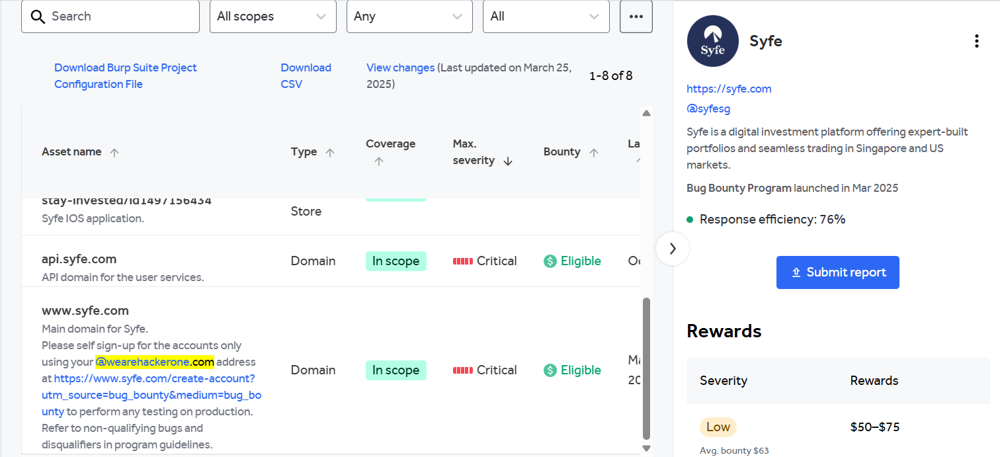 Search
All scopes
Any
All
Download Burp Suite Project
Configuration File
Download
CSV
View changes (Last updated on March 25,
2025)
1-8 of 8
Asset name
Type
Coverage
Max.
severity
Bounty
La
stay-invested/id1497156434
Syfe IOS application.
Store
api.syfe.com
API domain for the user services.
Domain
In scope
Critical
Eligible
www.syfe.com
Main domain for Syfe.
Please self sign-up for the accounts only
using your @wearehackerone.com address
at https://www.syfe.com/create-account?
utm_source=bug_bounty&medium=bug_bo
unty to perform any testing on production.
Refer to non-qualifying bugs and
disqualifiers in program guidelines.
Domain
In scope
Critical
Eligible
20
Syfe
Syfe
https://syfe.com
@syfesg
Syfe is a digital investment platform offering expert-built
portfolios and seamless trading in Singapore and US
markets.
Bug Bounty Program launched in Mar 2025
Response efficiency: 76%
Submit report
Rewards
Severity
Rewards
Low
$50–$75
Avg. bounty $63